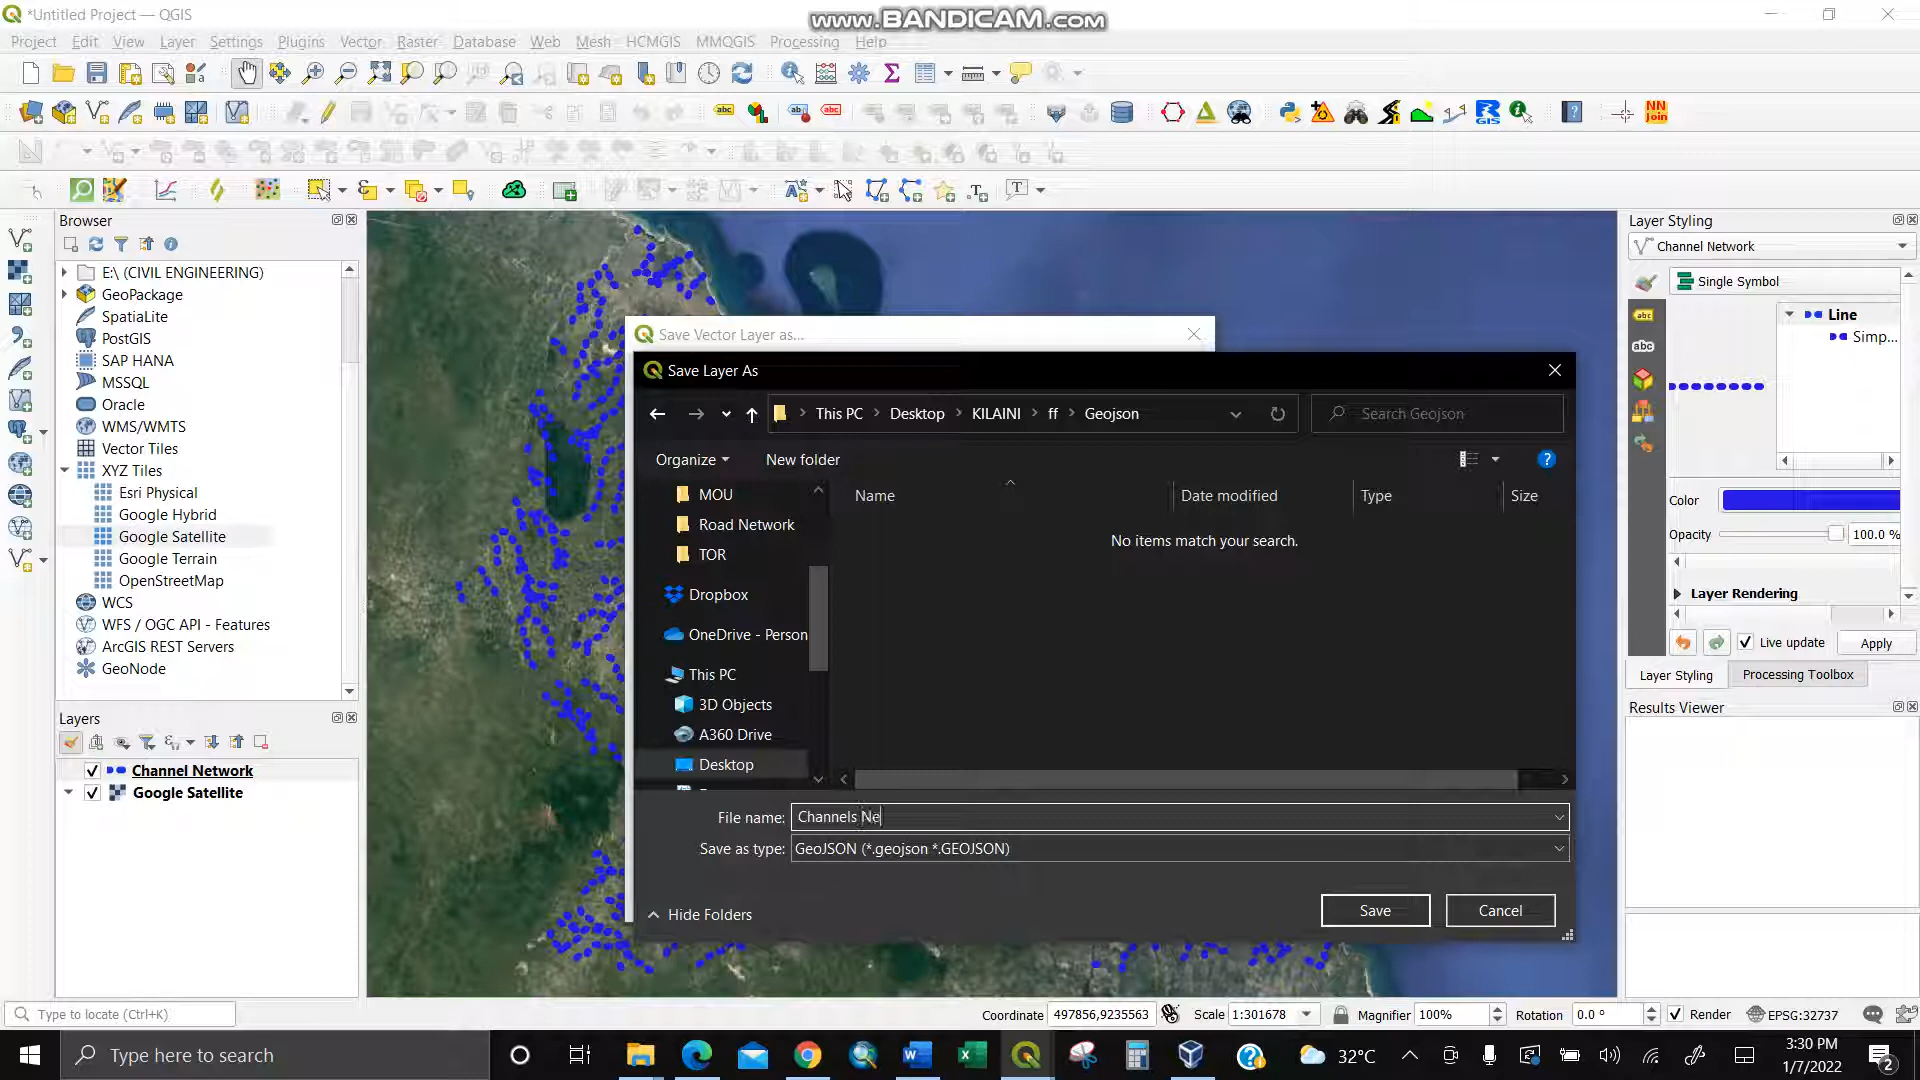 *Untitled Project — QGIS
www.BANDICAM.com
Project Edit View Layer Settings Plugins Vector Raster Database Web Mesh HCMGIS MMQGIS Processing Help
Browser
E:\ (CIVIL ENGINEERING)
GeoPackage
SpatiaLite
PostGIS
SAP HANA
MSSQL
Oracle
WMS/WMTS
Vector Tiles
XYZ Tiles
Esri Physical
Google Hybrid
Google Satellite
Google Terrain
OpenStreetMap
WCS
WFS / OGC API - Features
ArcGIS REST Servers
GeoNode
Layers
Channel Network
Google Satellite
Save Vector Layer as...
Save Layer As
This PC Desktop KILAINI ff Geojson
Search Geojson
Organize New folder
Name Date modified Type Size
No items match your search.
MOU
Road Network
TOR
Dropbox
OneDrive - Person
This PC
3D Objects
A360 Drive
Desktop
File name: Channels Ne
Save as type: GeoJSON (*.geojson *.GEOJSON)
Hide Folders
Save Cancel
Layer Styling
Channel Network
Single Symbol
Line
Simp...
Color
Opacity 100.0 %
Layer Rendering
Live update Apply
Layer Styling Processing Toolbox
Results Viewer
Type to locate (Ctrl+K)
Coordinate 497856,9235563 Scale 1:301678 Magnifier 100% Rotation 0.0 ° Render EPSG:32737
Type here to search
32°C
3:30 PM
1/7/2022
2